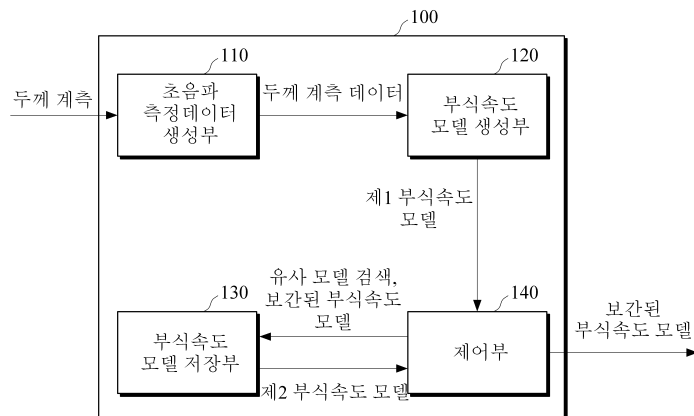 100
110
120
두께 계측
초음파
측정데이터
생성부
두께 계측 데이터
부식속도
모델 생성부
제1 부식속도
모델
유사 모델 검색,
보간된 부식속도
모델
130
140
부식속도
모델 저장부
제어부
보간된
부식속도 모델
제2 부식속도 모델